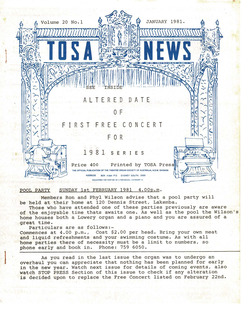 Volume 20 No.1 JANUARY 1981.
TOSA NEWS
SEE INSIDE
ALTERED DATE
OF
FIRST FREE CONCERT
FOR
1981 SERIES
Price 40¢ Printed by TOSA Press
POOL PARTY SUNDAY 1st FEBRUARY 1981 4.00p.m.
Members Ron and Phyl Wilson advise that a pool party will
be held at their home at 120 Dennis Street, Lakemba.
Those who have attended one of these parties previously are aware
of the enjoyable time that awaits one. As well as the pool the Wilson's
home houses both a Lowery organ and a piano and you are assured of
great time.
Particulars are as follows:-
Commences at 4.00 p.m., Cost $2.00 per head. Bring your own meat
and liquid refreshments and your swimming costume. As with all
home parties there of necessity must be a limit to numbers, so
phone early and book in. Phone: 759 6050.
As you read in the last issue the organ was to undergo an
overhaul you can appreciate that nothing has been planned for early
in the new year. Watch next issue for details of coming events. also
watch STOP PRESS Section of this issue to check if any alteration
is decided upon to replace the Free Concert listed on February 22nd.